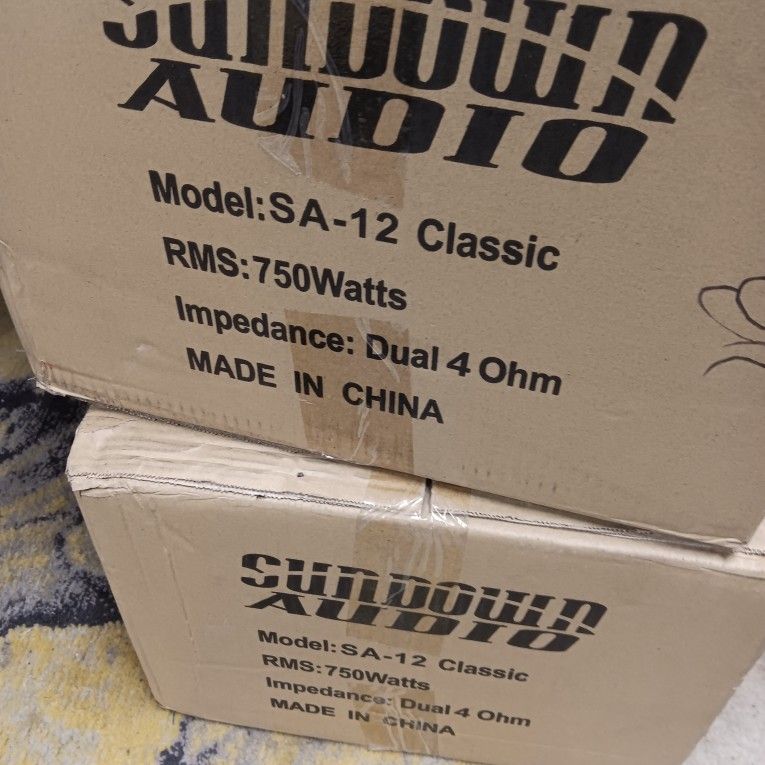 SUNDOWN
AUDIO
Model:SA-12 Classic
RMS:750Watts
Impedance: Dual 4 Ohm
MADE IN CHINA
SUNDOWN
AUDIO
Model:SA-12 Classic
RMS:750Watts
Impedance: Dual 4 Ohm
MADE IN CHINA